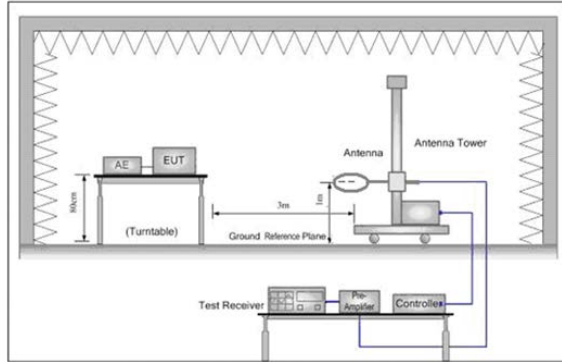 Antenna
Antenna Tower
AE
EUT
80cm
(Turntable)
3m
1m
Ground Reference Plane
Test Receiver
Pre-
Amplifier
Controller